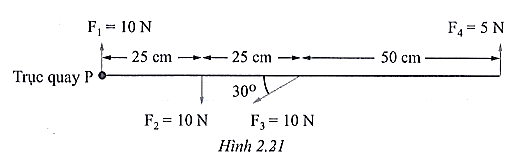 F₁ = 10 N F₄ = 5 N
25 cm 25 cm 50 cm
Trục quay P
30°
F₂ = 10 N F₃ = 10 N
Hình 2.21